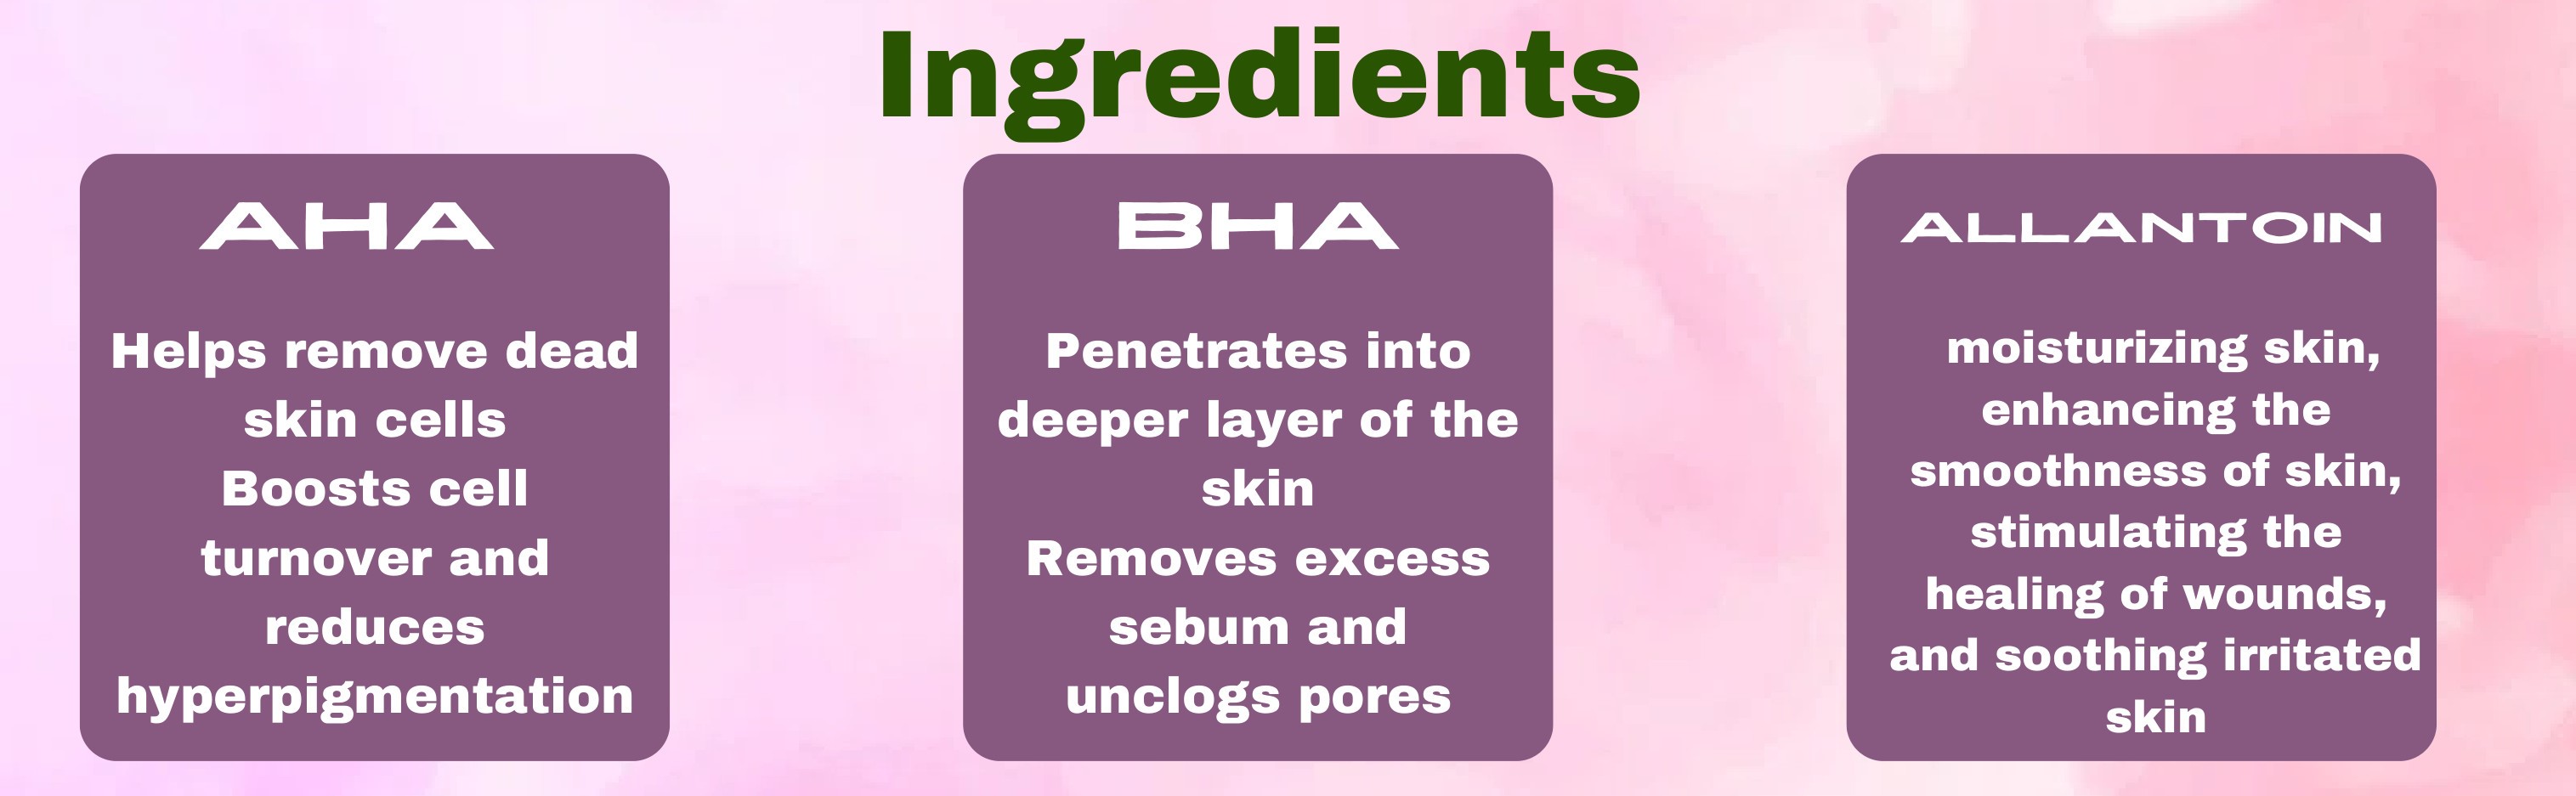 Ingredients
AHA
Helps remove dead
skin cells
Boosts cell
turnover and
reduces
hyperpigmentation
BHA
Penetrates into
deeper layer of the
skin
Removes excess
sebum and
unclogs pores
ALLANTOIN
moisturizing skin,
enhancing the
smoothness of skin,
stimulating the
healing of wounds,
and soothing irritated
skin